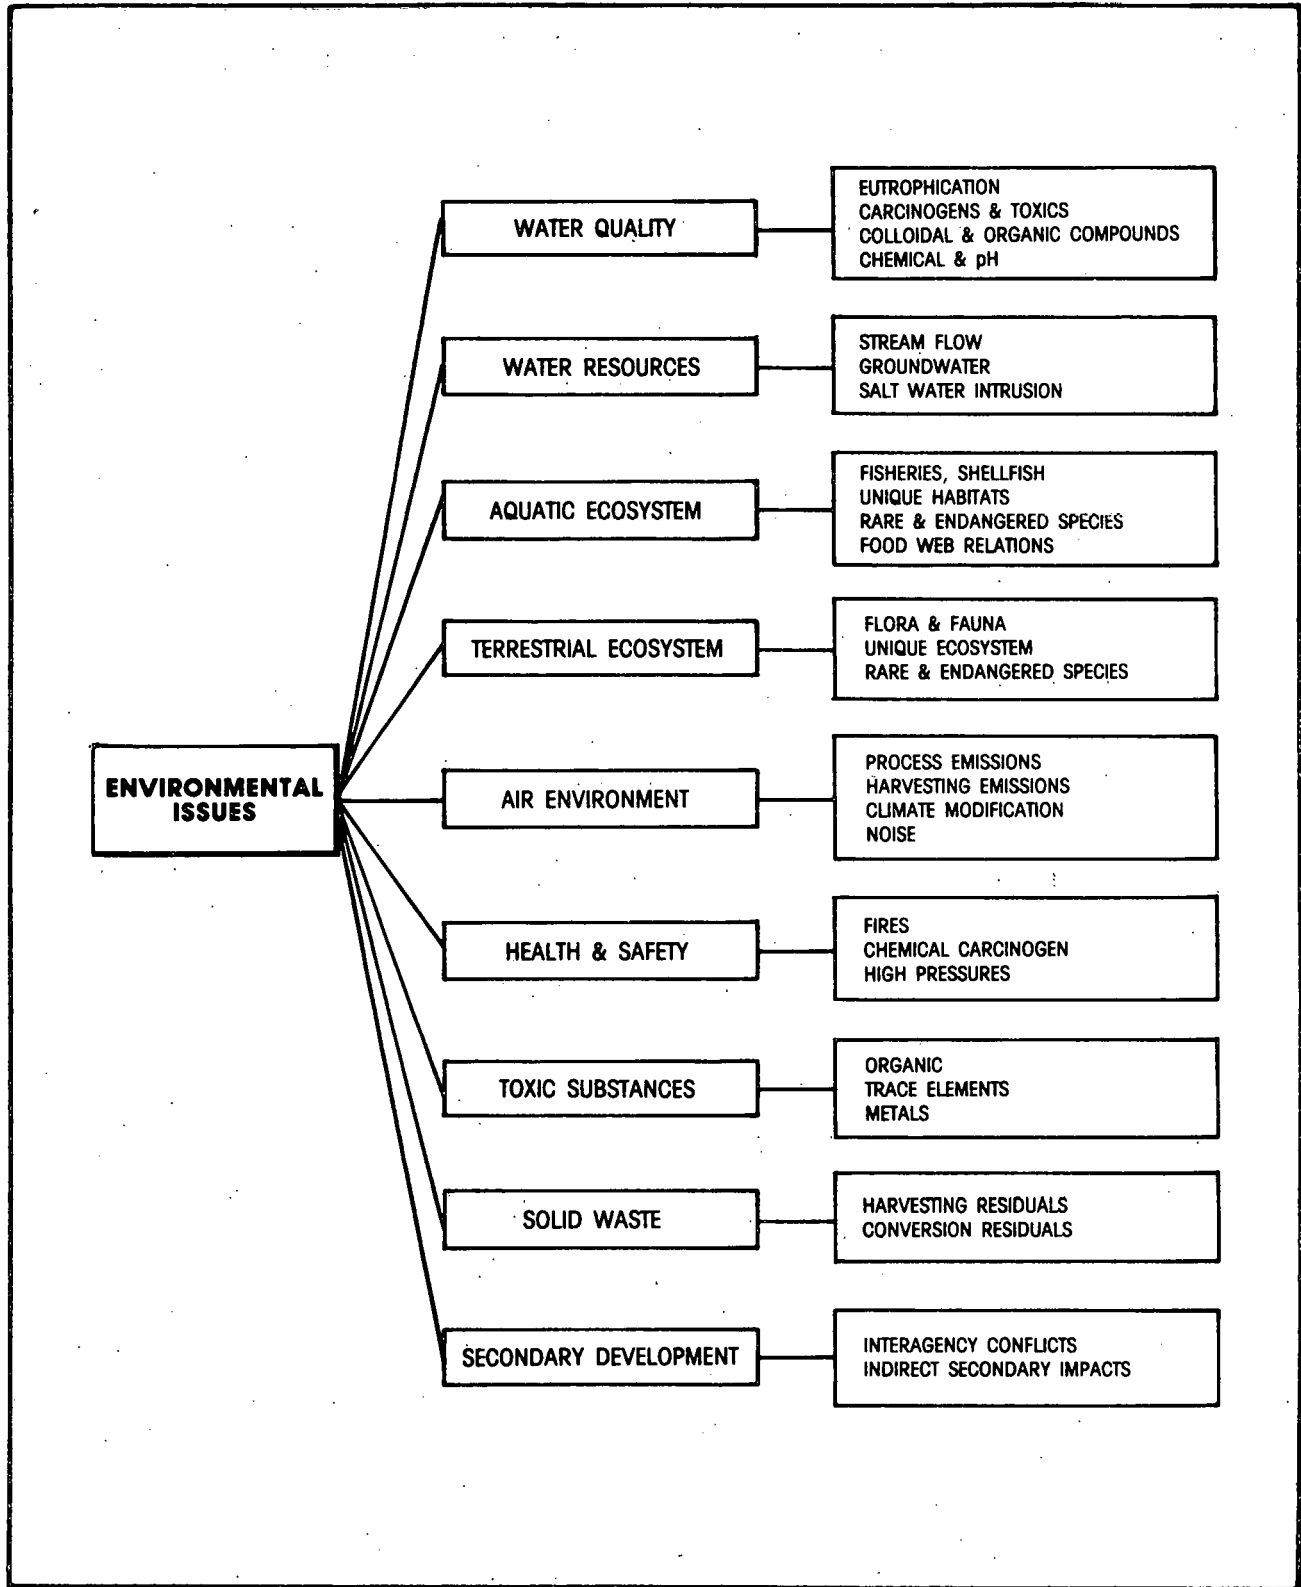 WATER QUALITY
EUTROPHICATION
CARCINOGENS & TOXICS
COLLOIDAL & ORGANIC COMPOUNDS
CHEMICAL & pH
WATER RESOURCES
STREAM FLOW
GROUNDWATER
SALT WATER INTRUSION
AQUATIC ECOSYSTEM
FISHERIES, SHELLFISH
UNIQUE HABITATS
RARE & ENDANGERED SPECIES
FOOD WEB RELATIONS
TERRESTRIAL ECOSYSTEM
FLORA & FAUNA
UNIQUE ECOSYSTEM
RARE & ENDANGERED SPECIES
ENVIRONMENTAL
ISSUES
AIR ENVIRONMENT
PROCESS EMISSIONS
HARVESTING EMISSIONS
CLIMATE MODIFICATION
NOISE
HEALTH & SAFETY
FIRES
CHEMICAL CARCINOGEN
HIGH PRESSURES
TOXIC SUBSTANCES
ORGANIC
TRACE ELEMENTS
METALS
SOLID WASTE
HARVESTING RESIDUALS
CONVERSION RESIDUALS
SECONDARY DEVELOPMENT
INTERAGENCY CONFLICTS
INDIRECT SECONDARY IMPACTS